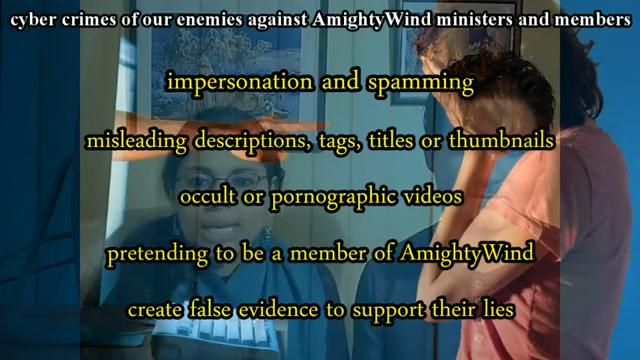 cyber crimes of our enemies against AmightyWind ministers and members
impersonation and spamming
misleading descriptions, tags, titles or thumbnails
occult or pornographic videos
pretending to be a member of AmightyWind
create false evidence to support their lies